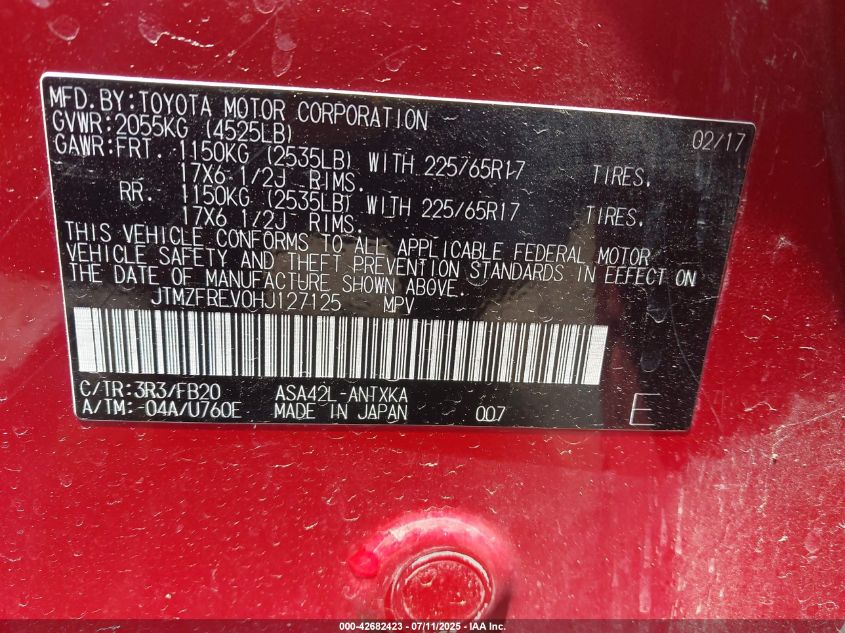 MFD.BY:TOYOTA MOTOR CORPORATION 02/17
GVWR:2055KG (4525LB)
GAWR:FRT. 1150KG (2535LB) WITH 225/65R17 TIRES,
17X6 1/2J RIMS.
RR. 1150KG (2535LB) WITH 225/65R17 TIRES,
17X6 1/2J RIMS.
THIS VEHICLE CONFORMS TO ALL APPLICABLE FEDERAL MOTOR
VEHICLE SAFETY AND THEFT PREVENTION STANDARDS IN EFFECT ON
THE DATE OF MANUFACTURE SHOWN ABOVE.
JTMZFREV0HJ127125 MPV
C/TR:3R3/FB20 ASA42L-ANTXKA
A/TM:-04A/U760E MADE IN JAPAN 007 E
000-42682423 - 07/11/2025 - IAA Inc.